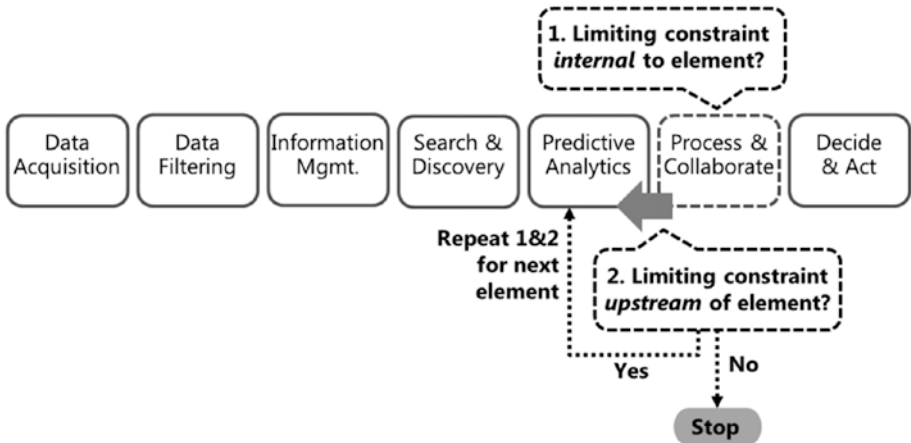 1. Limiting constraint
internal to element?
Data
Acquisition
Data
Filtering
Information
Mgmt.
Search &
Discovery
Predictive
Analytics
Process &
Collaborate
Decide
& Act
Repeat 1&2
for next
element
2. Limiting constraint
upstream of element?
Yes
No
Stop